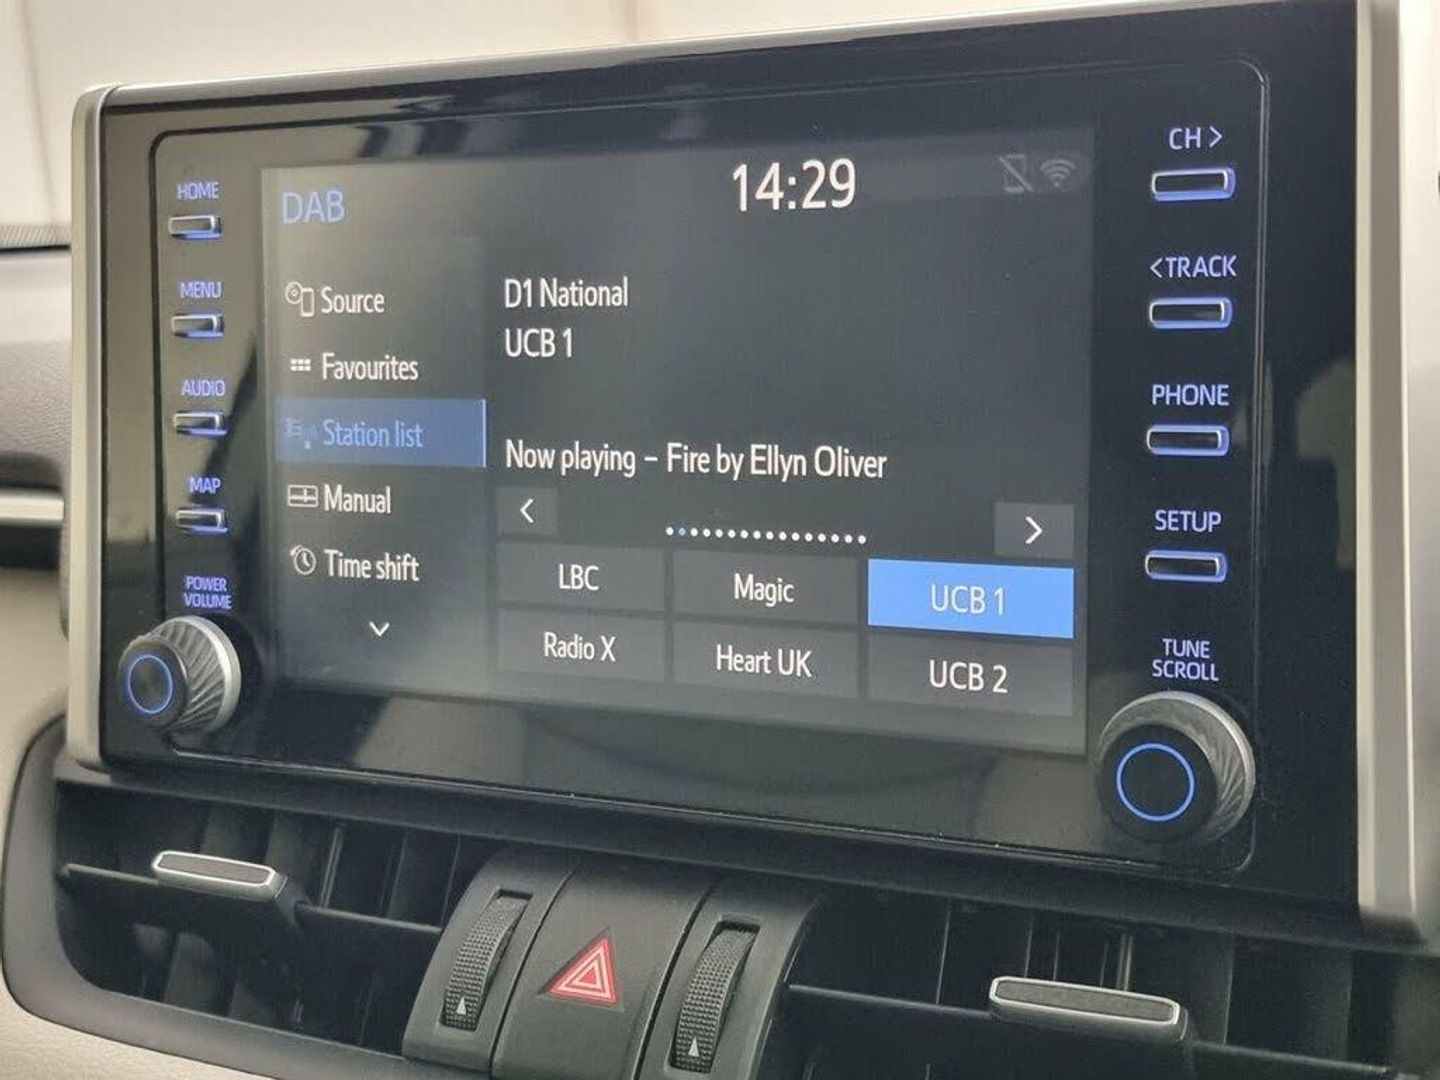 HOME
MENU
AUDIO
MAP
POWER
VOLUME
DAB
14:29
Source
Favourites
Station list
Manual
Time shift
D1 National
UCB 1
Now playing – Fire by Ellyn Oliver
LBC
Magic
UCB 1
Radio X
Heart UK
UCB 2
CH >
< TRACK
PHONE
SETUP
TUNE
SCROLL